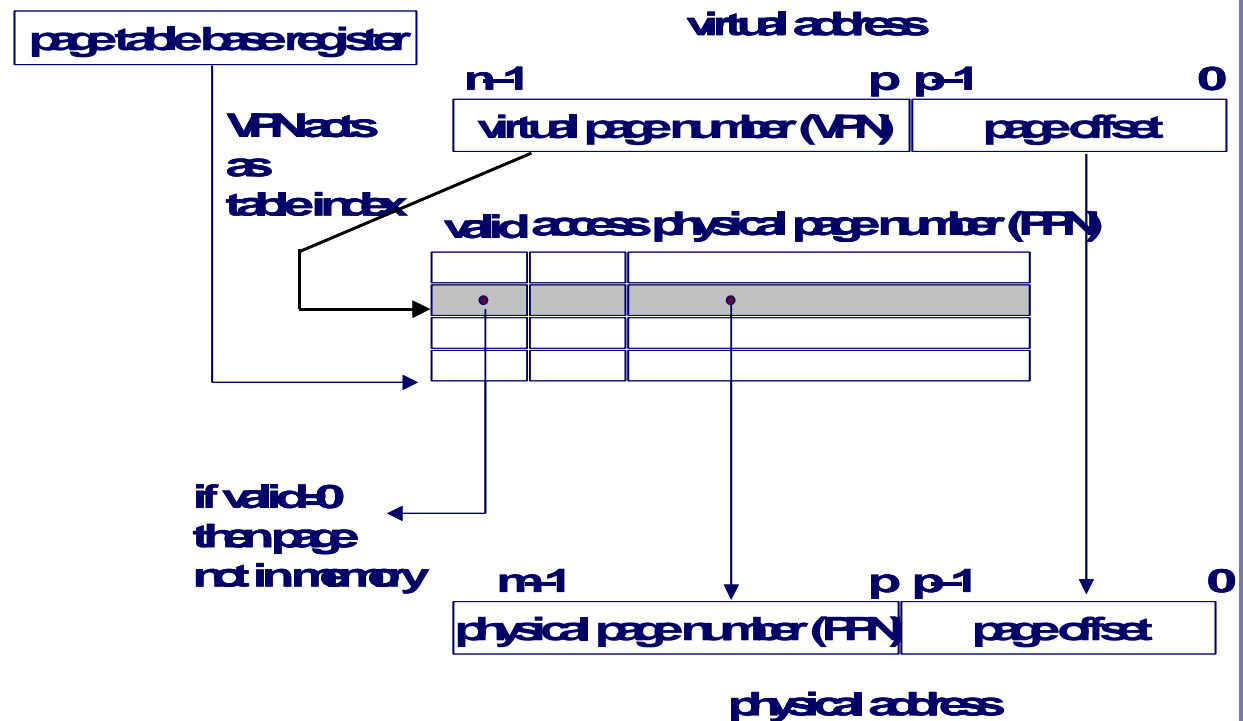 virtual address
page table base register
n–1 p p–1 0
VPN acts
as
table index
virtual page number (VPN) page offset
valid access physical page number (PPN)
if valid=0
then page
not in memory
m–1 p p–1 0
physical page number (PPN) page offset
physical address